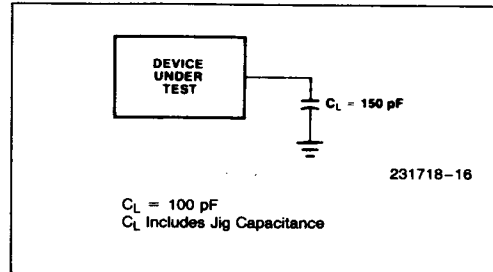 DEVICE
UNDER
TEST
C_L = 150 pF
231718-16
C_L = 100 pF
C_L Includes Jig Capacitance